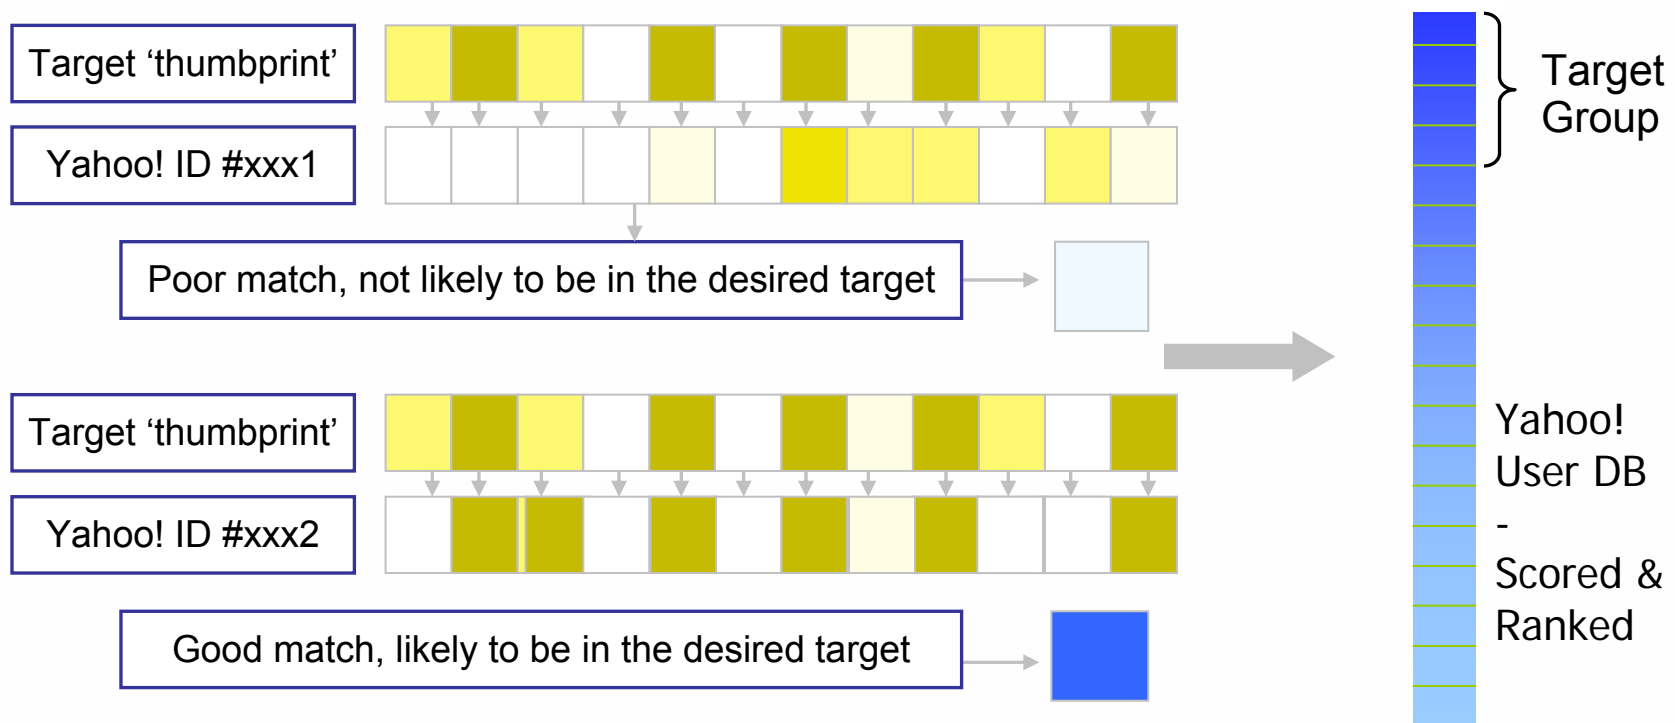 Target ‘thumbprint’
Yahoo! ID #xxx1
Poor match, not likely to be in the desired target
Target ‘thumbprint’
Yahoo! ID #xxx2
Good match, likely to be in the desired target
Target
Group
Yahoo!
User DB
-
Scored &
Ranked